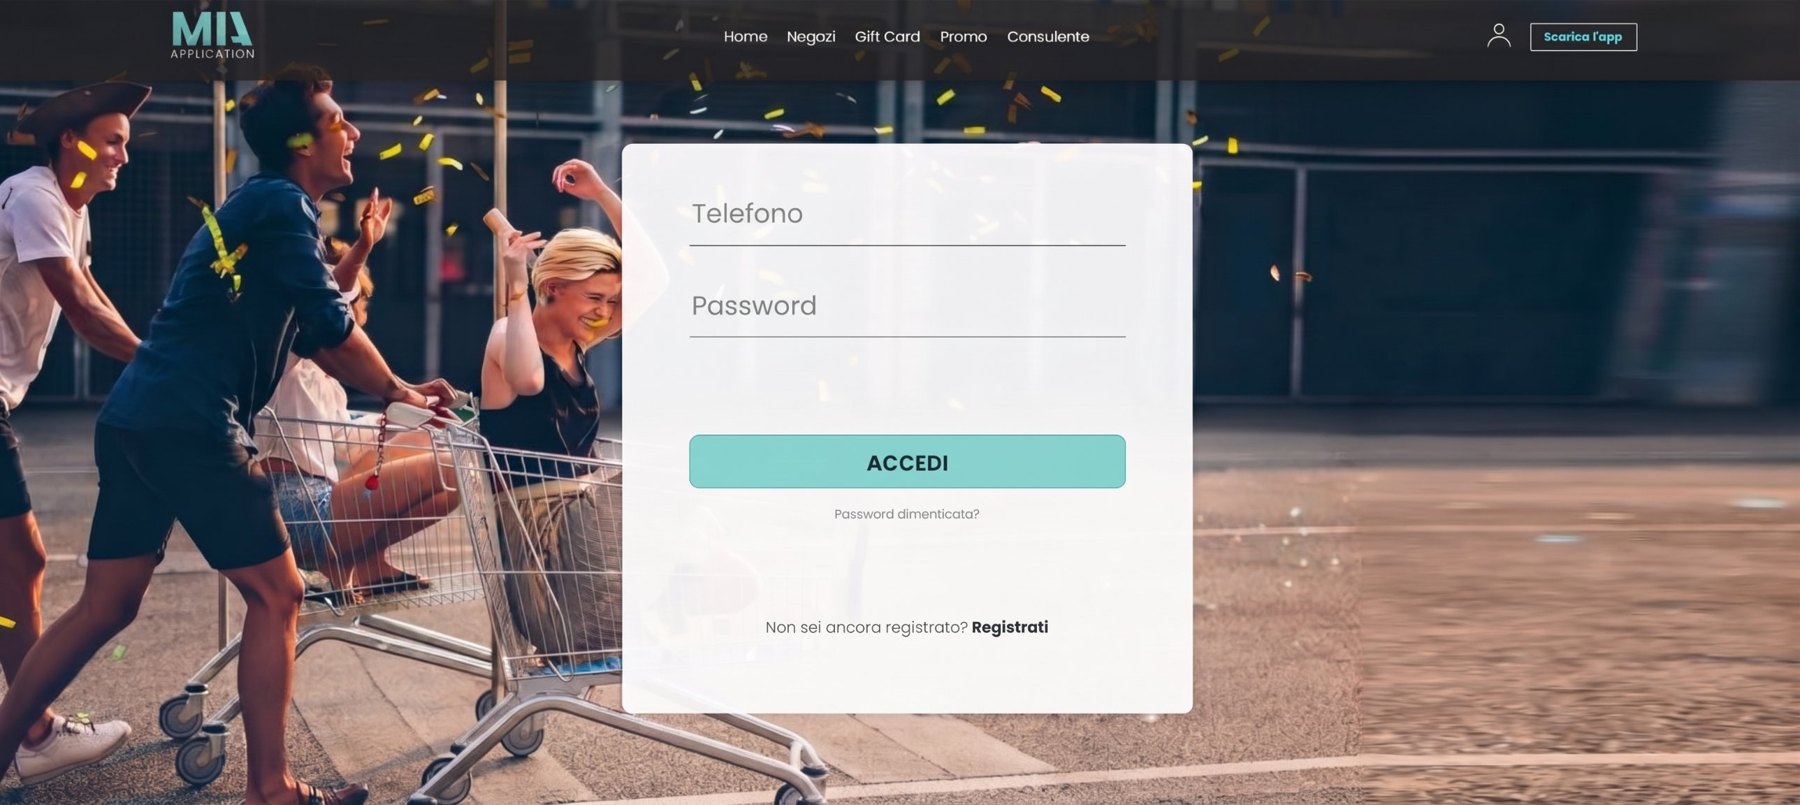 MIA
APPLICATION
Home Negozi Gift Card Promo Consulente
Scarica l'app
Telefono
Password
ACCEDI
Password dimenticata?
Non sei ancora registrato? Registrati